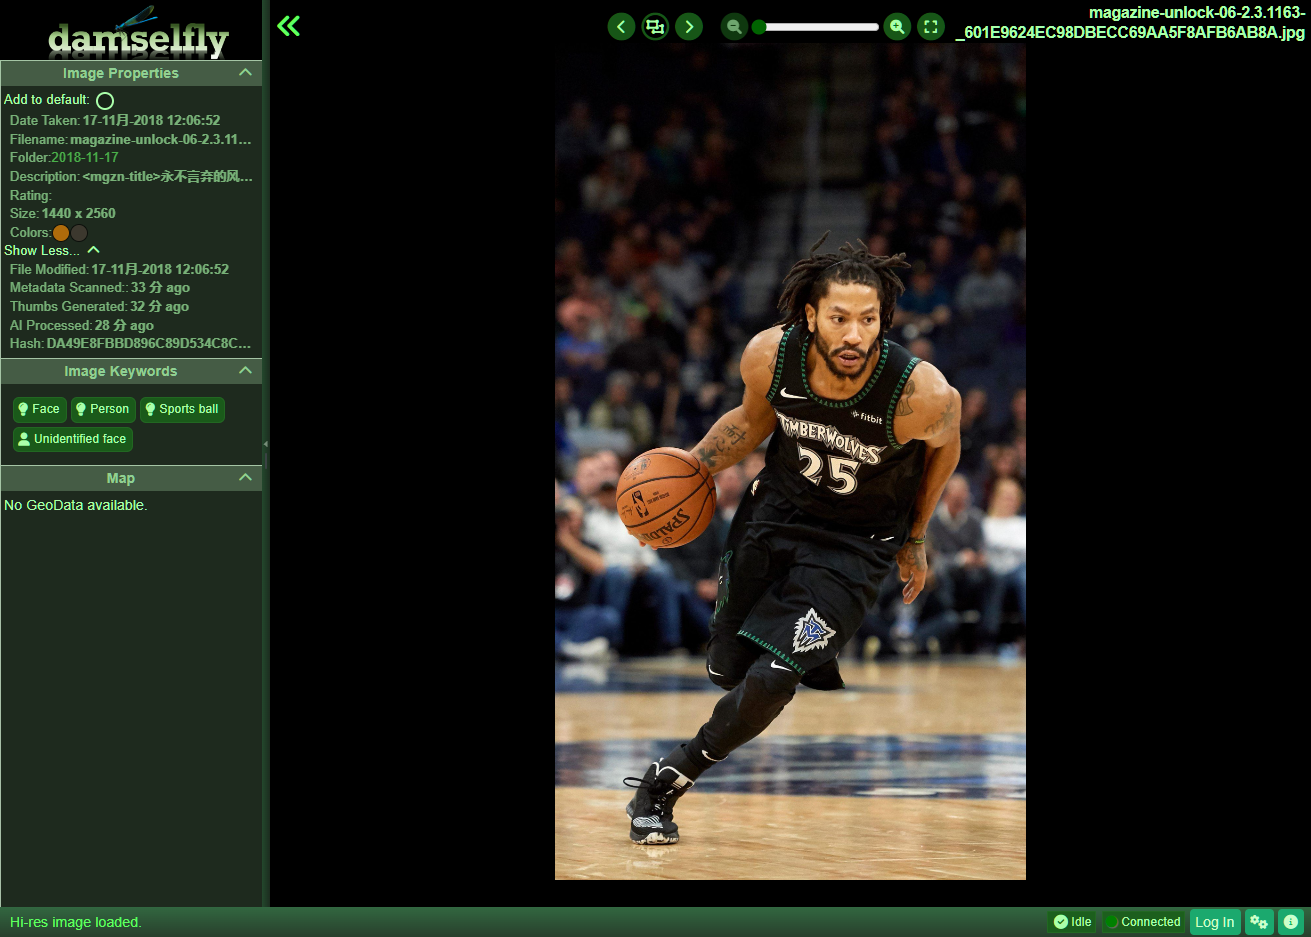 damselfly
magazine-unlock-06-2.3.1163-
_601E9624EC98DBECC69AA5F8AFB6AB8A.jpg
Image Properties
Add to default:
Date Taken: 17-11月-2018 12:06:52
Filename: magazine-unlock-06-2.3.11...
Folder:2018-11-17
Description: <mgzn-title>永不言弃的风...
Rating:
Size: 1440 x 2560
Colors:
Show Less...
File Modified: 17-11月-2018 12:06:52
Metadata Scanned:: 33 分 ago
Thumbs Generated: 32 分 ago
AI Processed: 28 分 ago
Hash: DA49E8FBBD896C89D534C8C...
Image Keywords
Face
Person
Sports ball
Unidentified face
Map
No GeoData available.
fitbit
TIMBERWOLVES
25
SPALDING
耐
Hi-res image loaded.
Idle
Connected
Log In